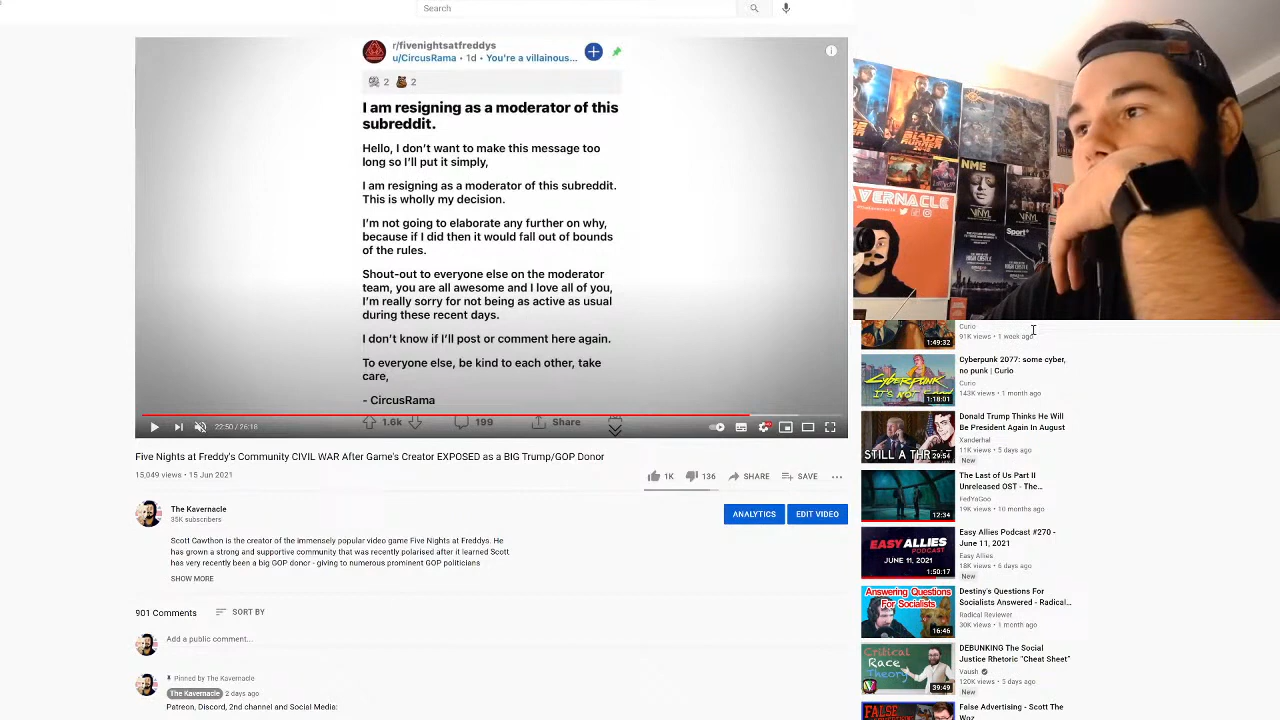 Search
r/fivenightsatfreddys
u/CircusRama • 1d • You're a villainous...
2 2
I am resigning as a moderator of this
subreddit.
Hello, I don't want to make this message too
long so I'll put it simply,
I am resigning as a moderator of this subreddit.
This is wholly my decision.
I'm not going to elaborate any further on why,
because if I did then it would fall out of bounds
of the rules.
Shout-out to everyone else on the moderator
team, you are all awesome and I love all of you,
I'm really sorry for not being as active as usual
during these recent days.
I don't know if I'll post or comment here again.
To everyone else, be kind to each other, take
care,
- CircusRama
1.6k 199 Share
22:50 / 26:18
Five Nights at Freddy's Community CIVIL WAR After Game's Creator EXPOSED as a BIG Trump/GOP Donor
15,049 views • 15 Jun 2021
1K 136 SHARE SAVE
The Kavernacle
35K subscribers
ANALYTICS EDIT VIDEO
Scott Cawthon is the creator of the immensely popular video game Five Nights at Freddys. He
has grown a strong and supportive community that was recently polarised after it learned Scott
has very recently been a big GOP donor - giving to numerous prominent GOP politicians
SHOW MORE
901 Comments SORT BY
Add a public comment...
Pinned by The Kavernacle
The Kavernacle 2 days ago
Patreon, Discord, 2nd channel and Social Media:
BLADE
RUNNER
2049
NME
VINYL
VINYL
Sport
AVERNACLE
HIGH CASTLE
Curio
91K views • 1 week ago
1:49:32
Cyberpunk 2077: some cyber,
no punk | Curio
Curio
143K views • 1 month ago
CYBERPUNK
IT'S NOT GOOD
1:18:01
Donald Trump Thinks He Will
Be President Again In August
Xanderhal
11K views • 5 days ago
New
STILL A THR
29:54
The Last of Us Part II
Unreleased OST - The...
FedYaGoo
19K views • 10 months ago
12:34
Easy Allies Podcast #270 -
June 11, 2021
Easy Allies
18K views • 6 days ago
New
EASY ALLIES
PODCAST
JUNE 11, 2021
1:50:17
Destiny's Questions For
Socialists Answered - Radical...
Radical Reviewer
30K views • 1 month ago
Answering Questions
For Socialists
16:46
DEBUNKING The Social
Justice Rhetoric "Cheat Sheet"
Vaush
120K views • 5 days ago
New
Critical
Race
Theory
39:49
False Advertising - Scott The
Woz
FALSE